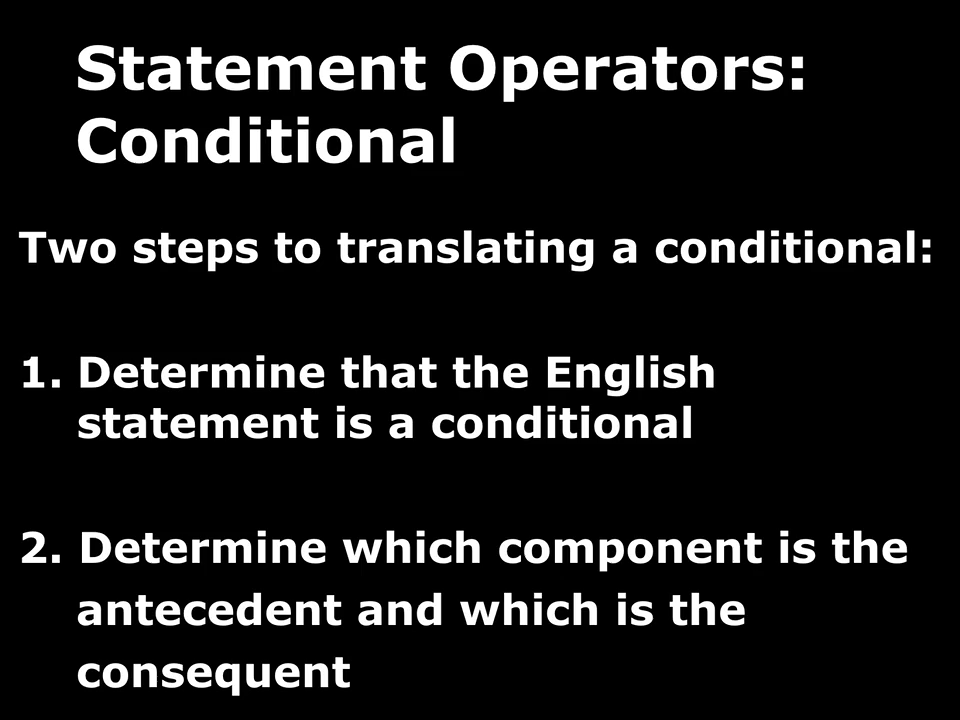 Statement Operators:
Conditional
Two steps to translating a conditional:
1. Determine that the English
statement is a conditional
2. Determine which component is the
antecedent and which is the
consequent